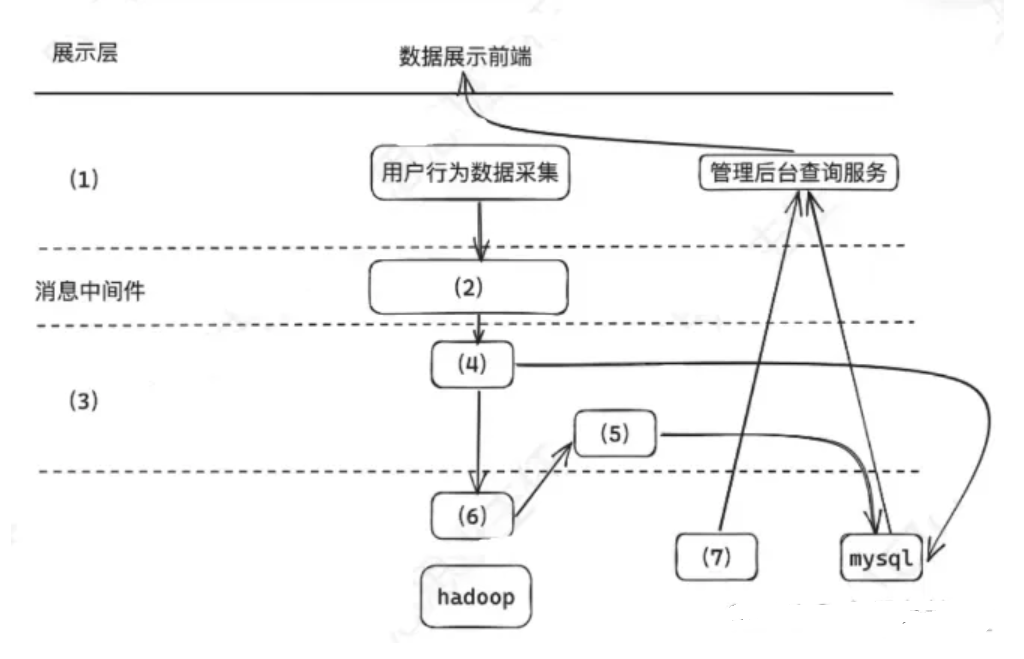 展示层
数据展示前端
(1)
用户行为数据采集
管理后台查询服务
消息中间件
(2)
(4)
(3)
(5)
(6)
(7)
mysql
hadoop